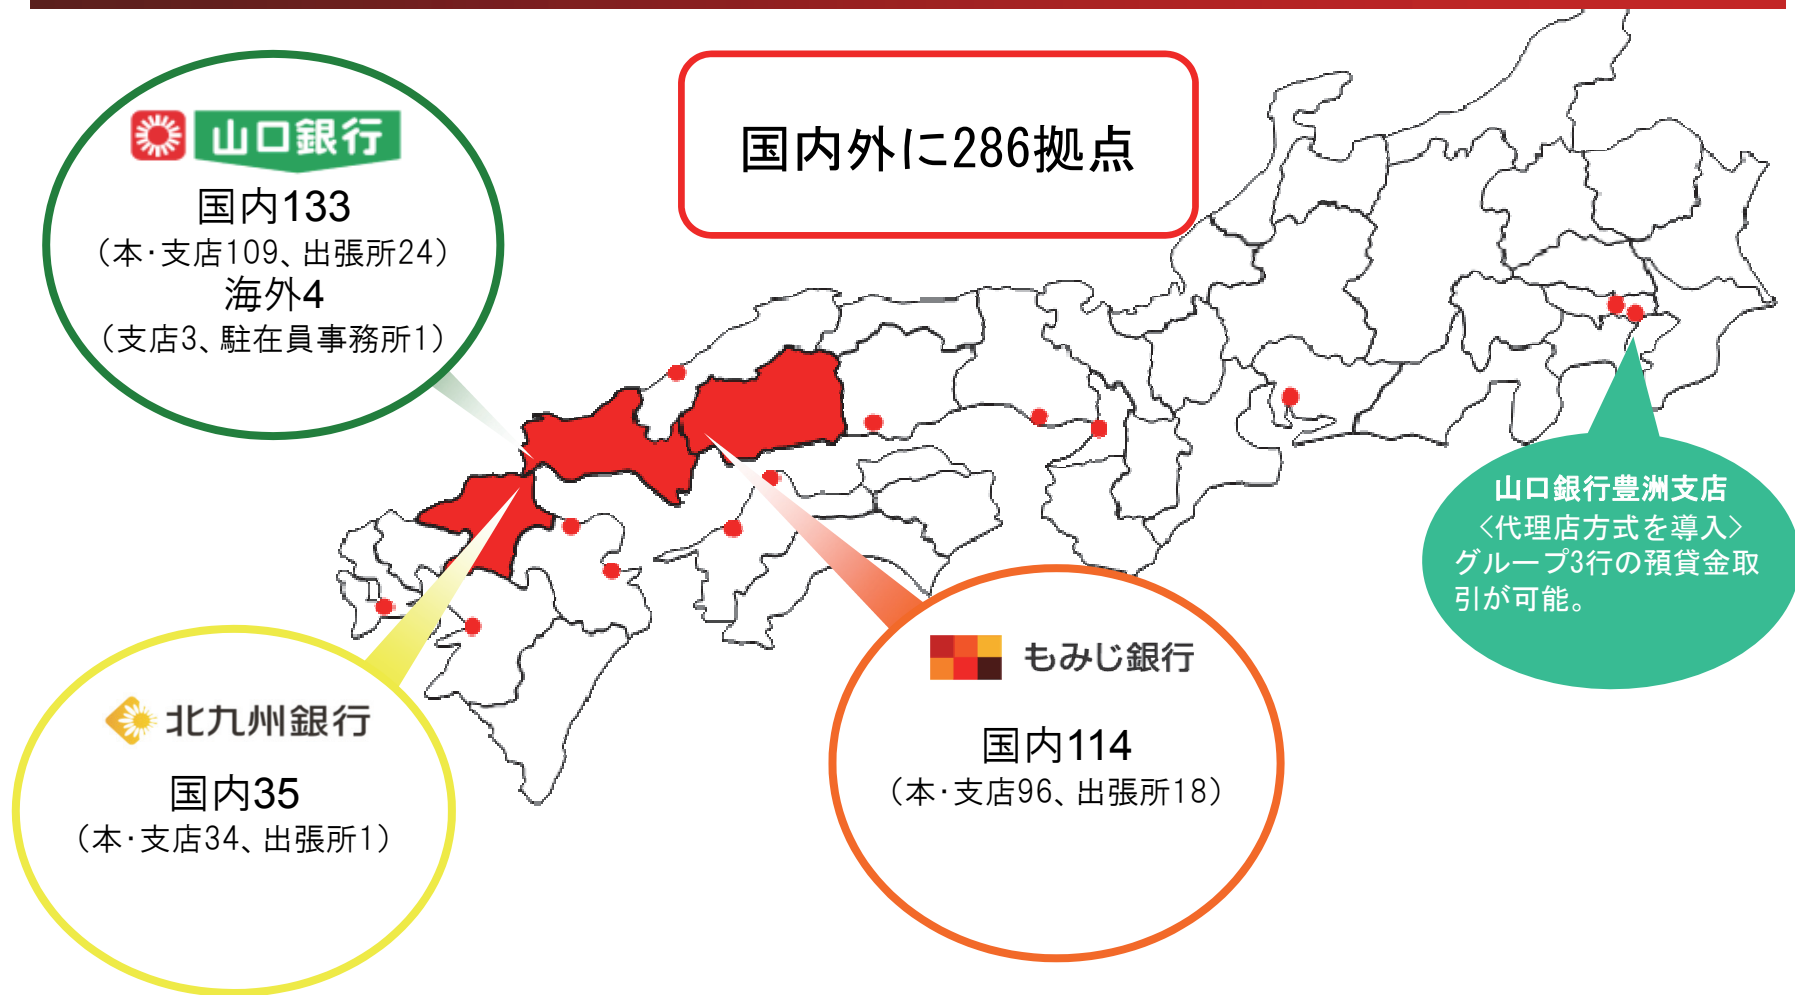 国内外に286拠点
山口銀行
国内133
（本・支店109、出張所24）
海外4
（支店3、駐在員事務所1）
山口銀行豊洲支店
＜代理店方式を導入＞
グループ3行の預貸金取
引が可能。
もみじ銀行
国内114
（本・支店96、出張所18）
北九州銀行
国内35
（本・支店34、出張所1）